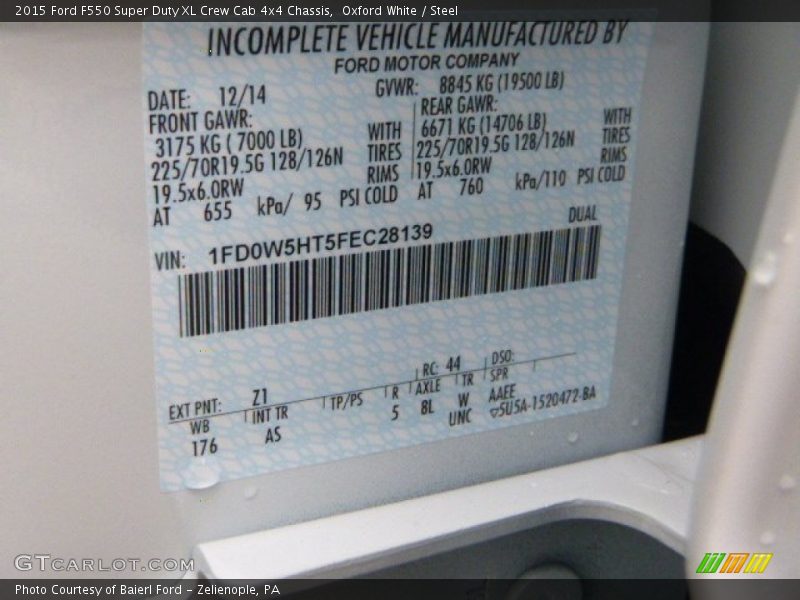 2015 Ford F550 Super Duty XL Crew Cab 4x4 Chassis,  Oxford White / Steel
INCOMPLETE VEHICLE MANUFACTURED BY
FORD MOTOR COMPANY
DATE: 12/14
GVWR: 8845 KG (19500 LB)
FRONT GAWR:
3175 KG ( 7000 LB) WITH
225/70R19.5G 128/126N TIRES
19.5x6.0RW RIMS
AT 655 kPa/ 95 PSI COLD
REAR GAWR:
6671 KG (14706 LB) WITH
225/70R19.5G 128/126N TIRES
19.5x6.0RW RIMS
AT 760 kPa/110 PSI COLD
DUAL
VIN: 1FD0W5HT5FEC28139
EXT PNT: Z1 RC: 44 DSO:
WB INT TR TP/PS R AXLE TR SPR
176 AS 5 8L W AAEE
UNC ▽5U5A-1520472-BA
GTCARLOT.COM
Photo Courtesy of Baierl Ford - Zelienople, PA